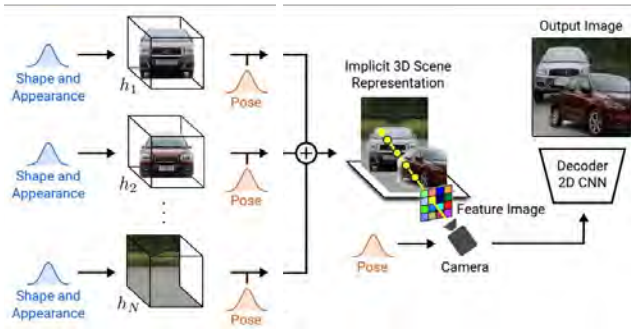 Shape and
Appearance
h₁
Pose
Shape and
Appearance
h₂
Pose
Shape and
Appearance
h_N
Pose
Implicit 3D Scene
Representation
Feature Image
Pose
Camera
Output Image
Decoder
2D CNN